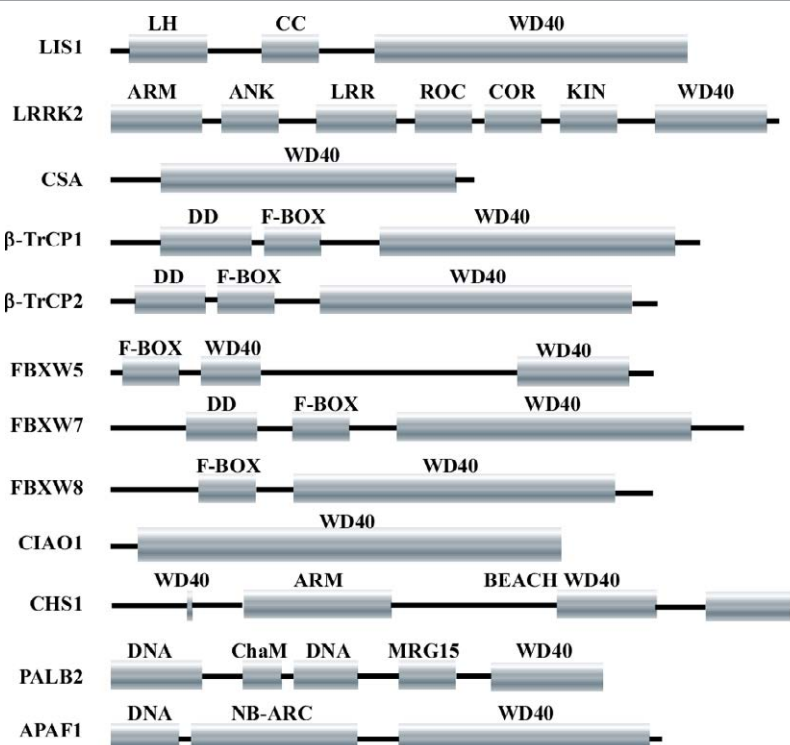 LH CC WD40
LIS1
ARM ANK LRR ROC COR KIN WD40
LRRK2
WD40
CSA
DD F-BOX WD40
β-TrCP1
DD F-BOX WD40
β-TrCP2
F-BOX WD40 WD40
FBXW5
DD F-BOX WD40
FBXW7
F-BOX WD40
FBXW8
WD40
CIAO1
WD40 ARM BEACH WD40
CHS1
DNA ChaM DNA MRG15 WD40
PALB2
DNA NB-ARC WD40
APAF1